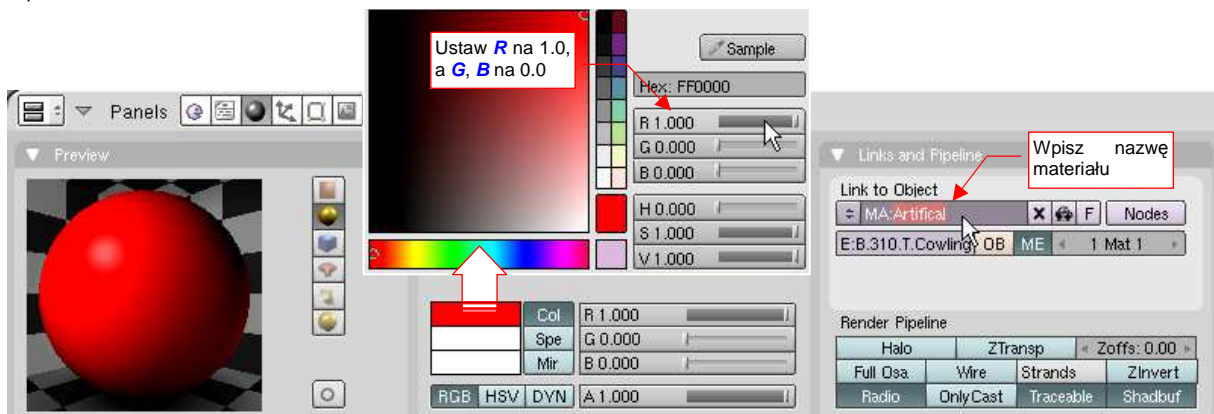 Ustaw R na 1.0,
a G, B na 0.0
Sample
Hex: FF0000
R 1.000
G 0.000
B 0.000
H 0.000
S 1.000
V 1.000
Panels
Preview
Col
Spe
Mir
R 1.000
G 0.000
B 0.000
RGB HSV DYN A 1.000
Links and Pipeline
Wpisz nazwę
materiału
Link to Object
MA:Artifical X F Nodes
E:B.310.T.Cowling OB ME 1 Mat 1
Render Pipeline
Halo ZTransp Zoffs: 0.00
Full Osa Wire Strands ZInvert
Radio OnlyCast Traceable Shadbuf